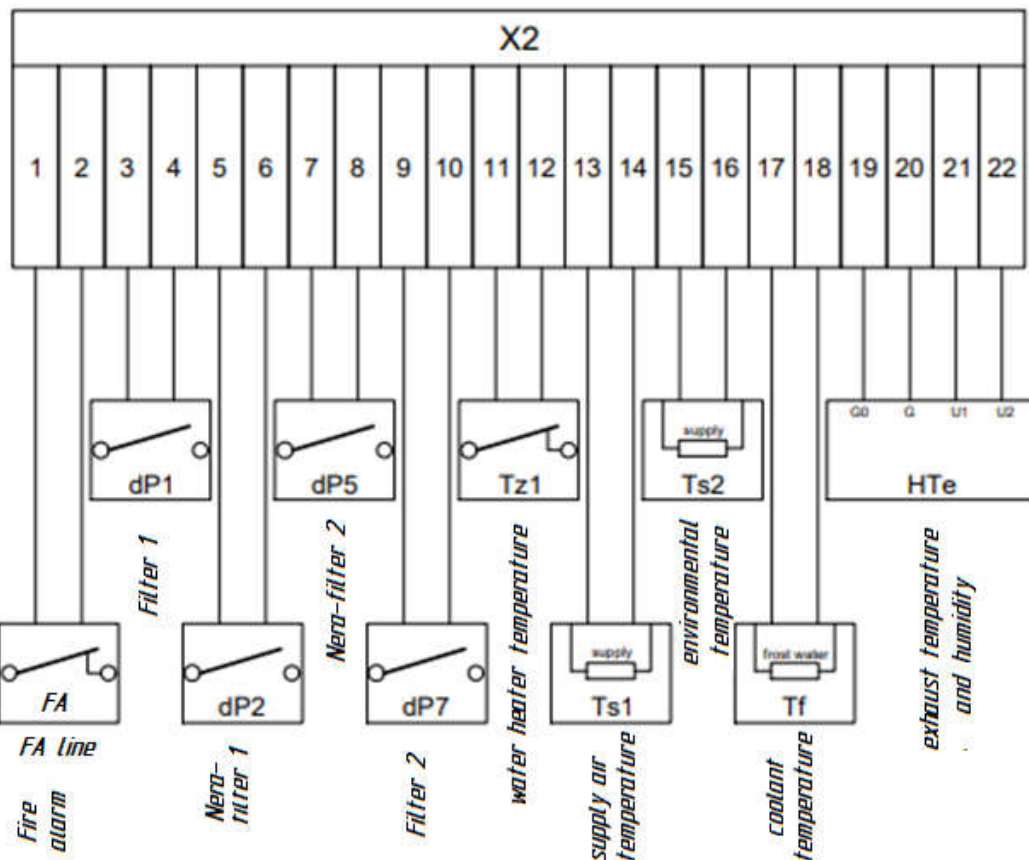 X2
1 2 3 4 5 6 7 8 9 10 11 12 13 14 15 16 17 18 19 20 21 22
dP1
Filter 1
dP5
Nero-filter 2
Tz1
water heater temperature
supply
Ts2
environmental
temperature
G0 G U1 U2
HTe
exhaust temperature
and humidity
FA
FA line
Fire
alarm
dP2
Nero-
filter 1
dP7
Filter 2
supply
Ts1
supply air
temperature
frost water
Tf
coolant
temperature